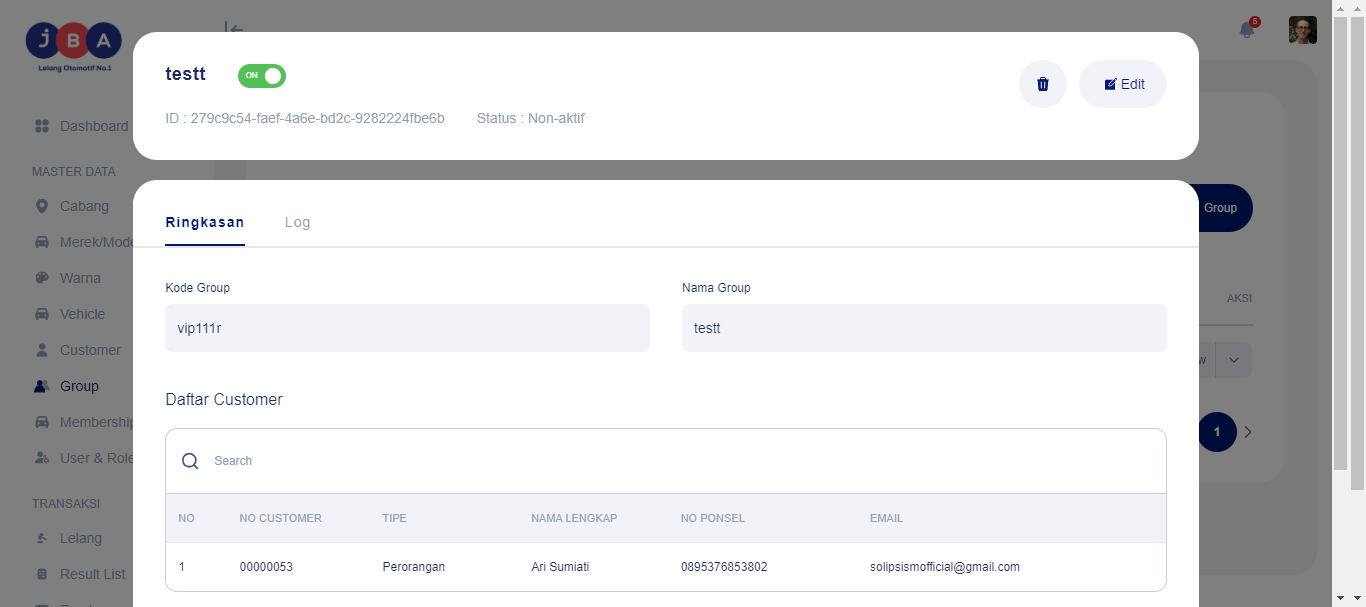 JBA
Lelang Otomotif No.1
5
testt
ON
Edit
ID : 279c9c54-faef-4a6e-bd2c-9282224fbe6b
Status : Non-aktif
Dashboard
MASTER DATA
Cabang
Merek/Mode
Warna
Vehicle
Customer
Group
Membership
User & Role
TRANSAKSI
Lelang
Result List
Ringkasan
Log
Group
Kode Group
Nama Group
vip111r
testt
AKSI
w
1
Daftar Customer
Search
NO NO CUSTOMER TIPE NAMA LENGKAP NO PONSEL EMAIL
1 00000053 Perorangan Ari Sumiati 0895376853802 solipsismofficial@gmail.com